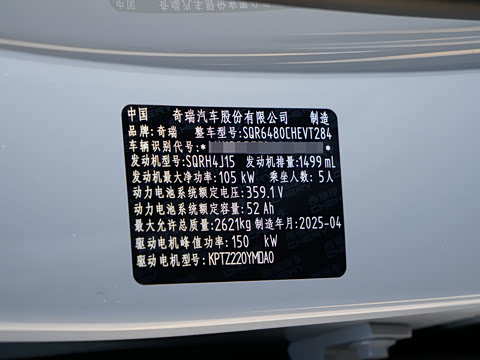 中国 奇瑞汽车股份有限公司 制造
品牌:奇瑞 整车型号:SQR6480CHEVT284
车辆识别代号:* *
发动机型号:SQRH4J15 发动机排量:1499 mL
发动机最大净功率:105 kW 乘坐人数:5人
动力电池系统额定电压:359.1 V
动力电池系统额定容量:52 Ah
最大允许总质量:2621kg 制造年月:2025-04
驱动电机峰值功率:150 kW
驱动电机型号:KPTZ220YMDA0